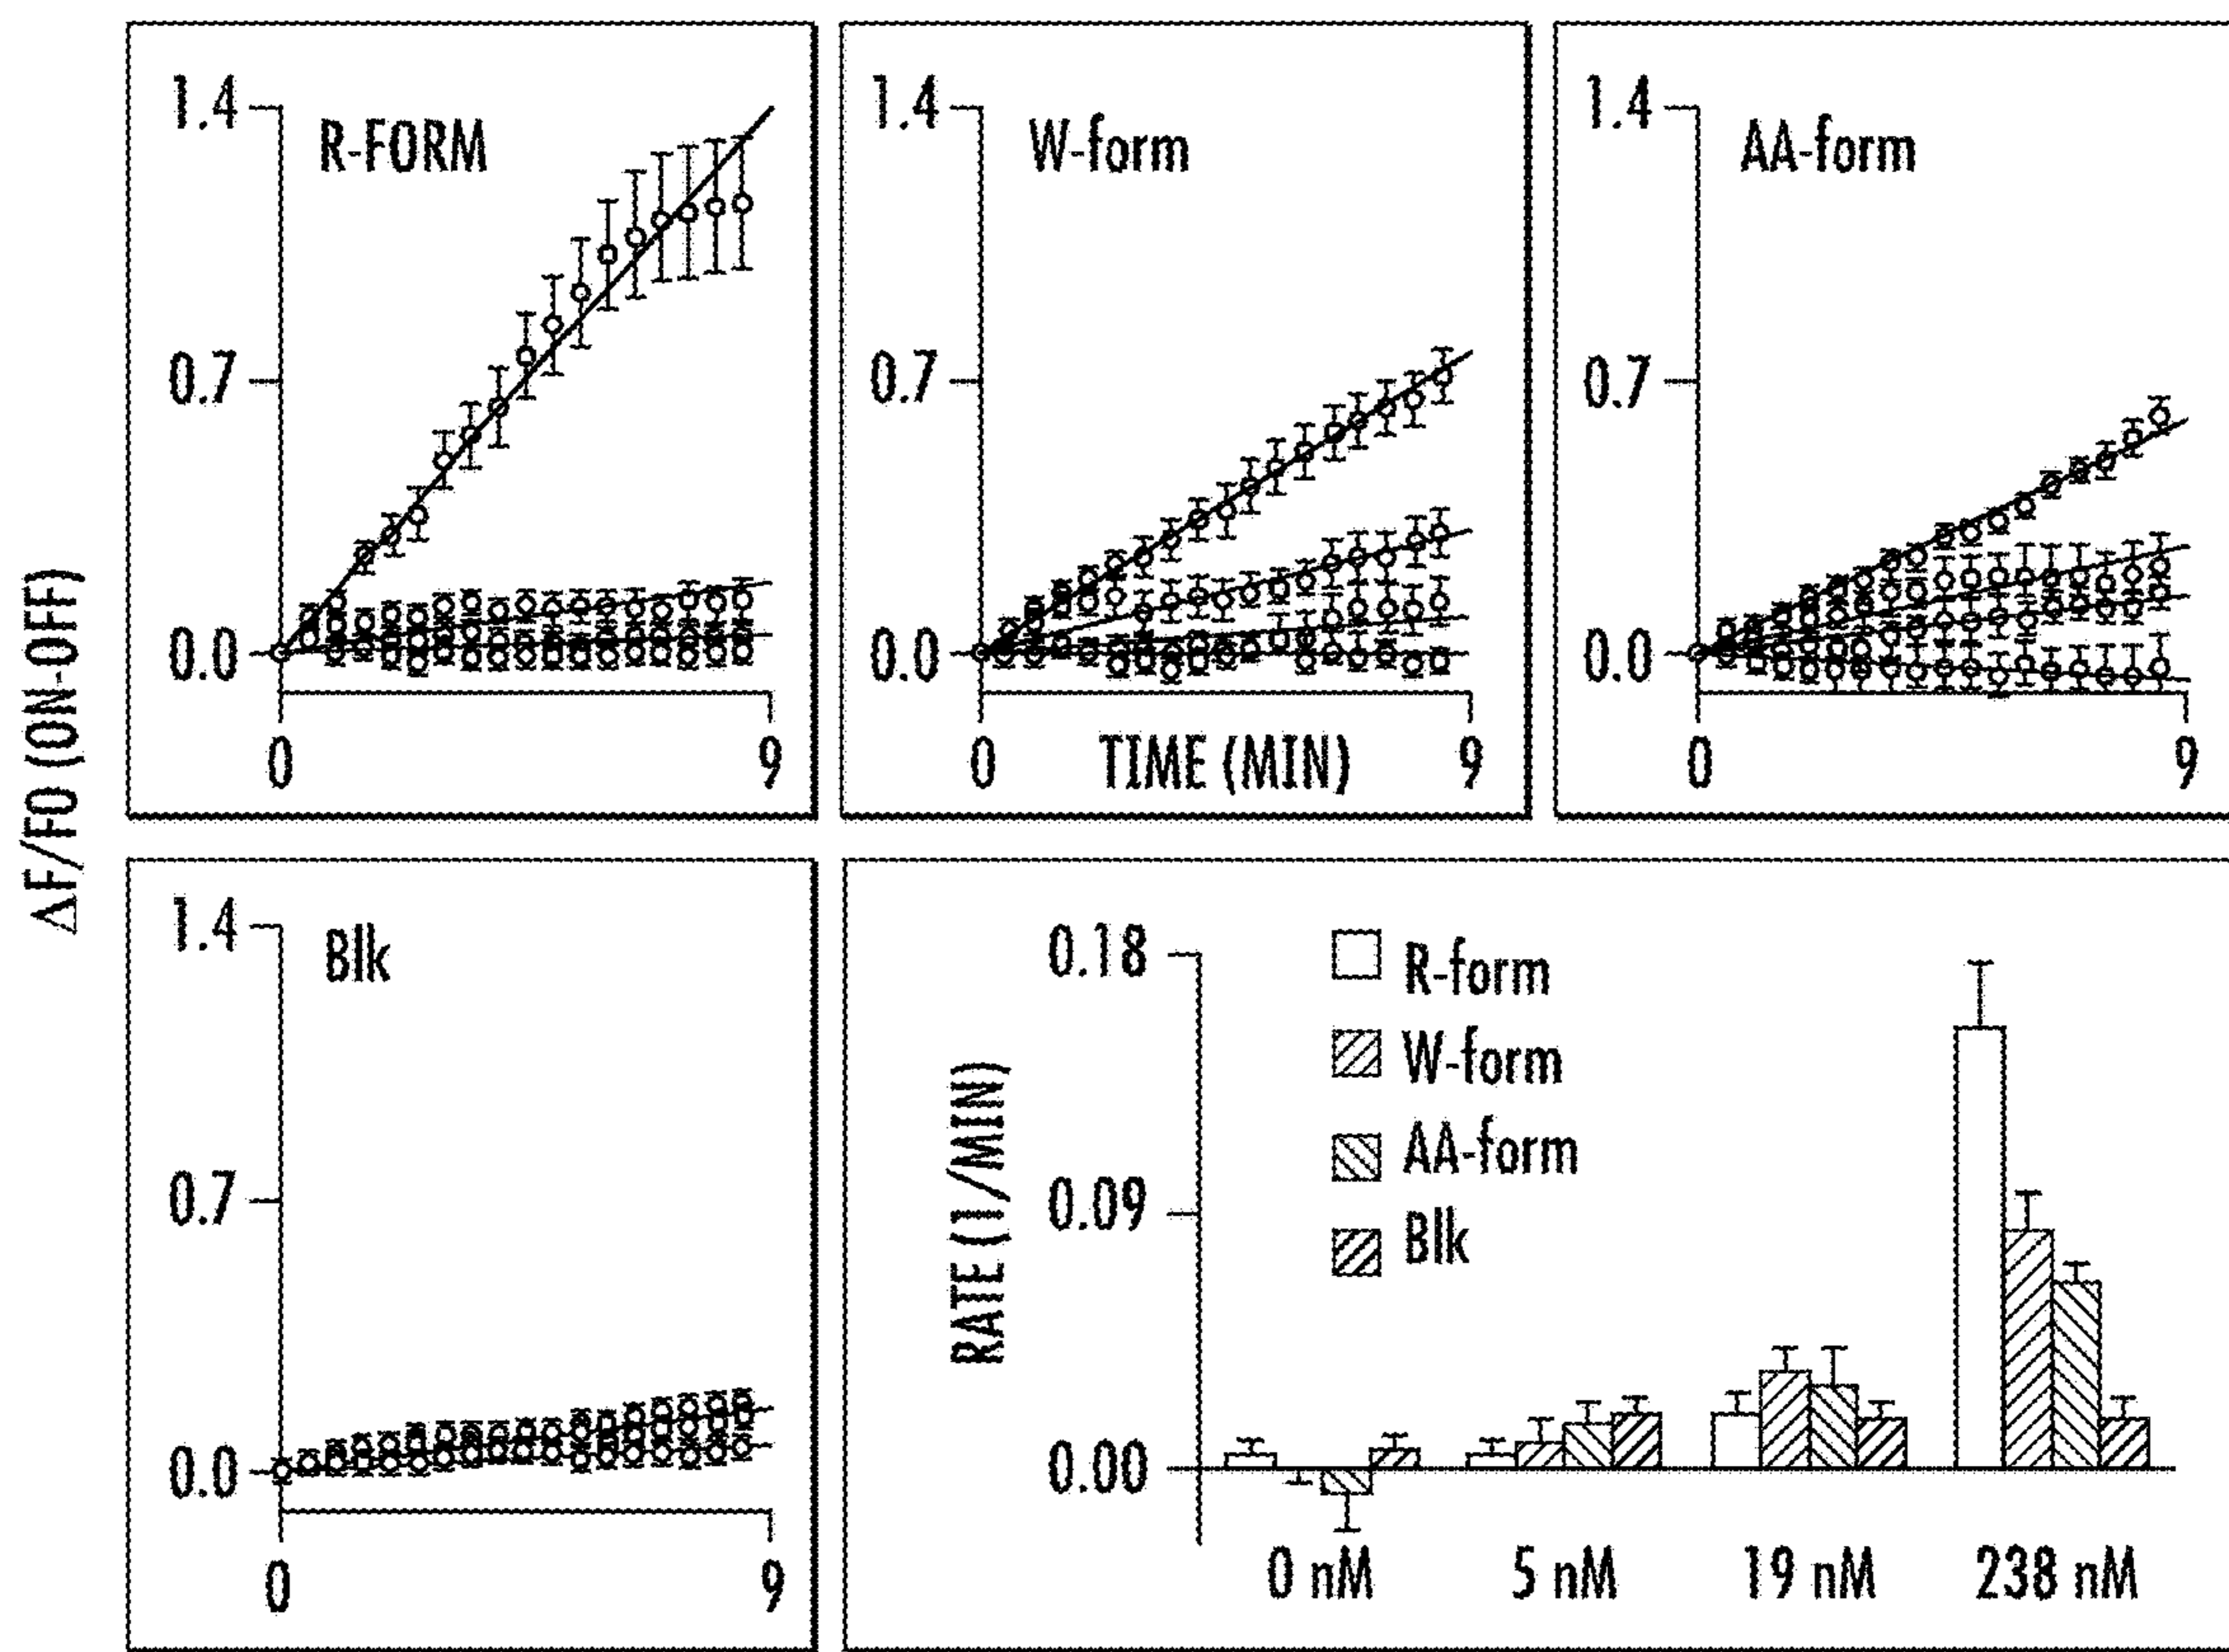 ΔF/F0 (ON-OFF)
1.4
R-FORM
0.7
0.0
0
9
1.4
W-form
0.7
0.0
0
TIME (MIN)
9
1.4
AA-form
0.7
0.0
0
9
1.4
Blk
0.7
0.0
0
9
RATE (1/MIN)
0.18
0.09
0.00
R-form
W-form
AA-form
Blk
0 nM
5 nM
19 nM
238 nM